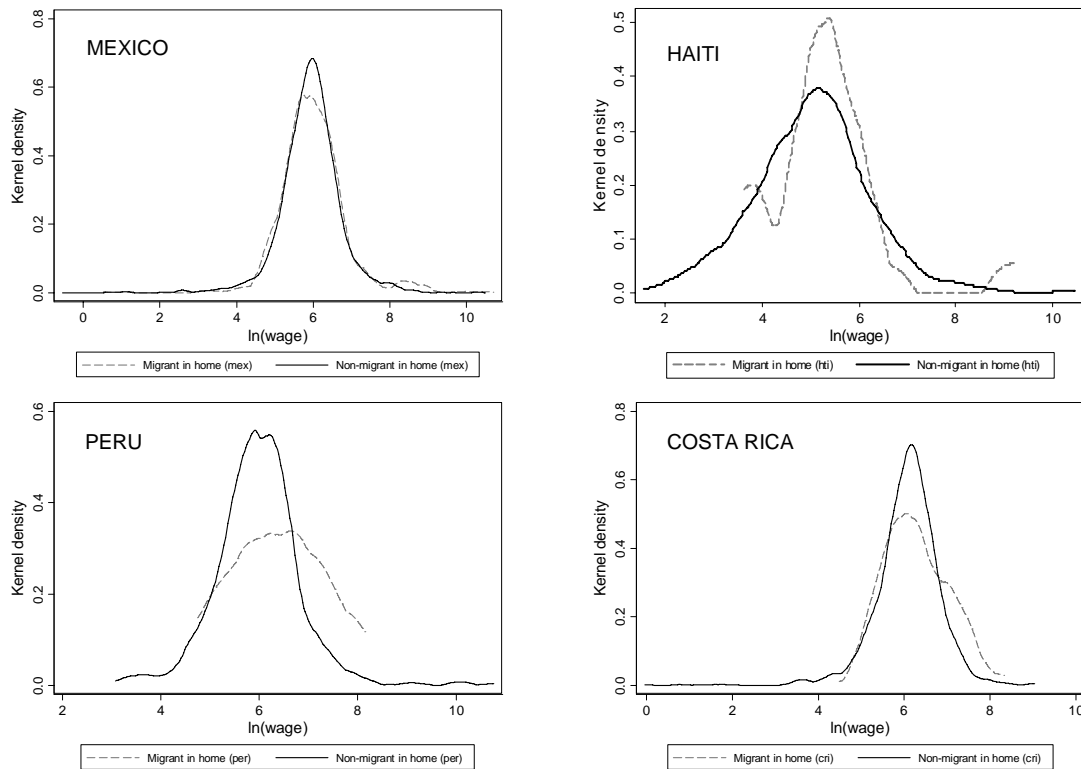 MEXICO
Kernel density
0.8
0.6
0.4
0.2
0.0
0 2 4 6 8 10
ln(wage)
Migrant in home (mex) Non-migrant in home (mex)
HAITI
Kernel density
0.5
0.4
0.3
0.2
0.1
0.0
2 4 6 8 10
ln(wage)
Migrant in home (hti) Non-migrant in home (hti)
PERU
Kernel density
0.6
0.4
0.2
0.0
2 4 6 8 10
ln(wage)
Migrant in home (per) Non-migrant in home (per)
COSTA RICA
Kernel density
0.8
0.6
0.4
0.2
0.0
0 2 4 6 8 10
ln(wage)
Migrant in home (cri) Non-migrant in home (cri)